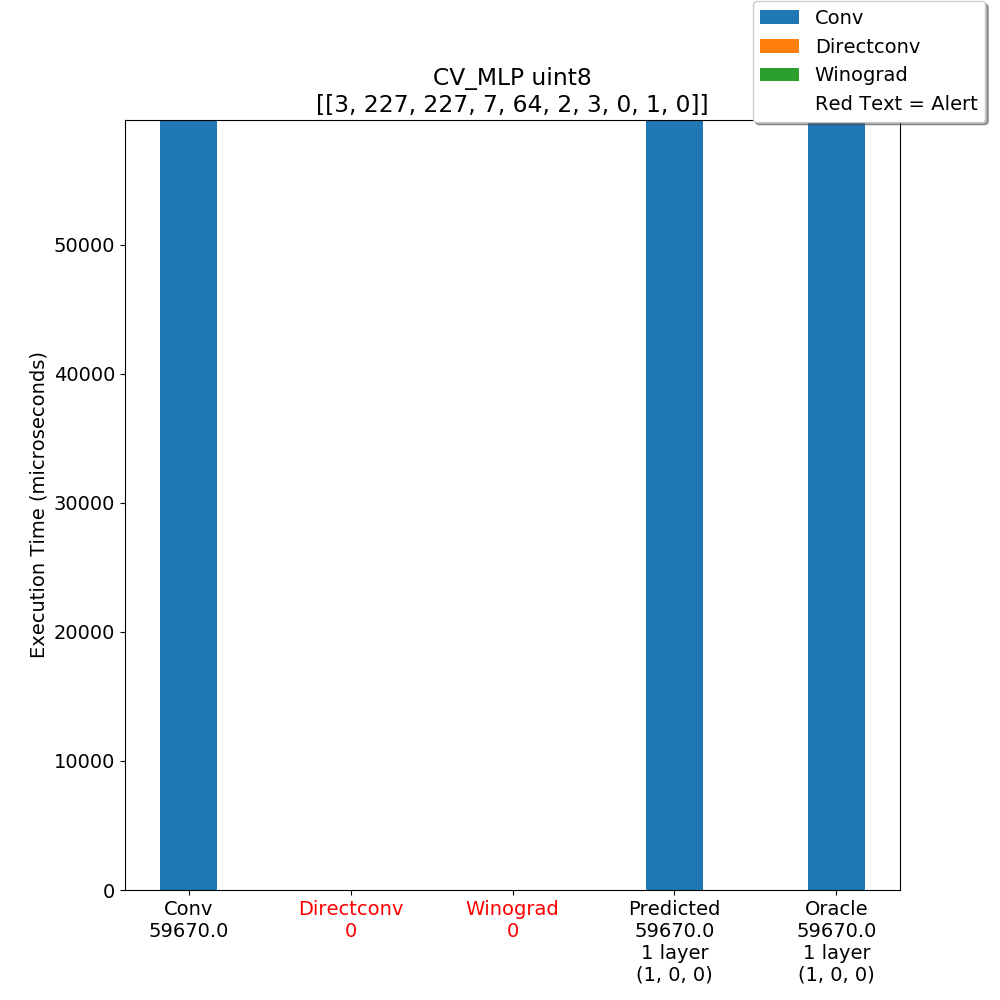 Conv
Directconv
Winograd
Red Text = Alert
CV_MLP uint8
[[3, 227, 227, 7, 64, 2, 3, 0, 1, 0]]
Execution Time (microseconds)
50000
40000
30000
20000
10000
0
Conv
59670.0
Directconv
0
Winograd
0
Predicted
59670.0
1 layer
(1, 0, 0)
Oracle
59670.0
1 layer
(1, 0, 0)